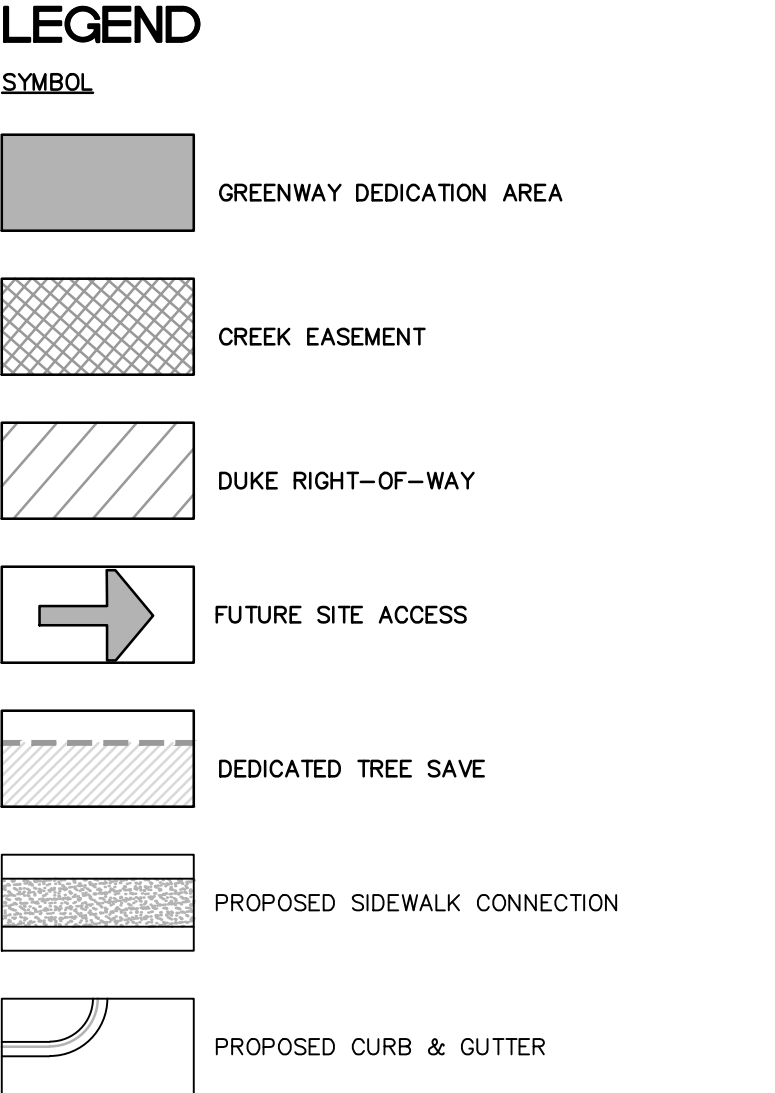 LEGEND
SYMBOL
GREENWAY DEDICATION AREA
CREEK EASEMENT
DUKE RIGHT-OF-WAY
FUTURE SITE ACCESS
DEDICATED TREE SAVE
PROPOSED SIDEWALK CONNECTION
PROPOSED CURB & GUTTER